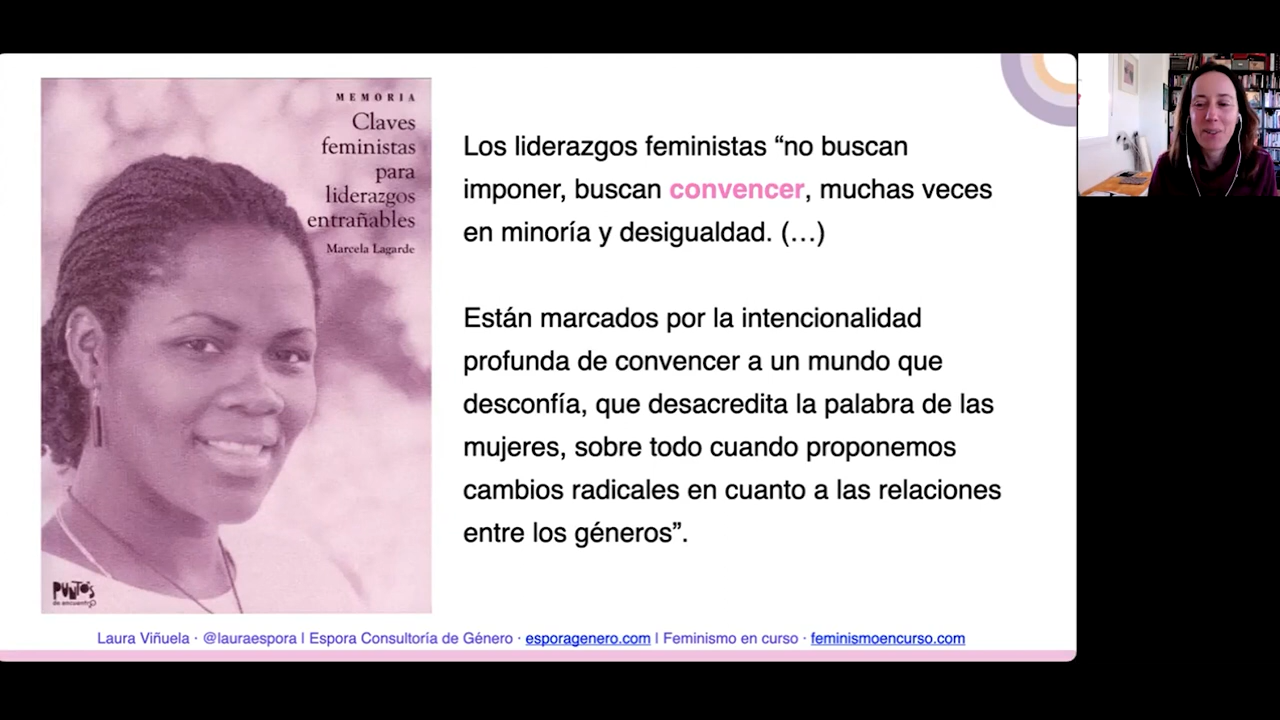 MEMORIA
Claves
feministas
para
liderazgos
entrañables
Marcela Lagarde
PUNTOS
de encuentro
Los liderazgos feministas “no buscan
imponer, buscan convencer, muchas veces
en minoría y desigualdad. (…)
Están marcados por la intencionalidad
profunda de convencer a un mundo que
desconfía, que desacredita la palabra de las
mujeres, sobre todo cuando proponemos
cambios radicales en cuanto a las relaciones
entre los géneros”.
Laura Viñuela · @lauraespora | Espora Consultoría de Género · esporagenero.com | Feminismo en curso · feminismoencurso.com